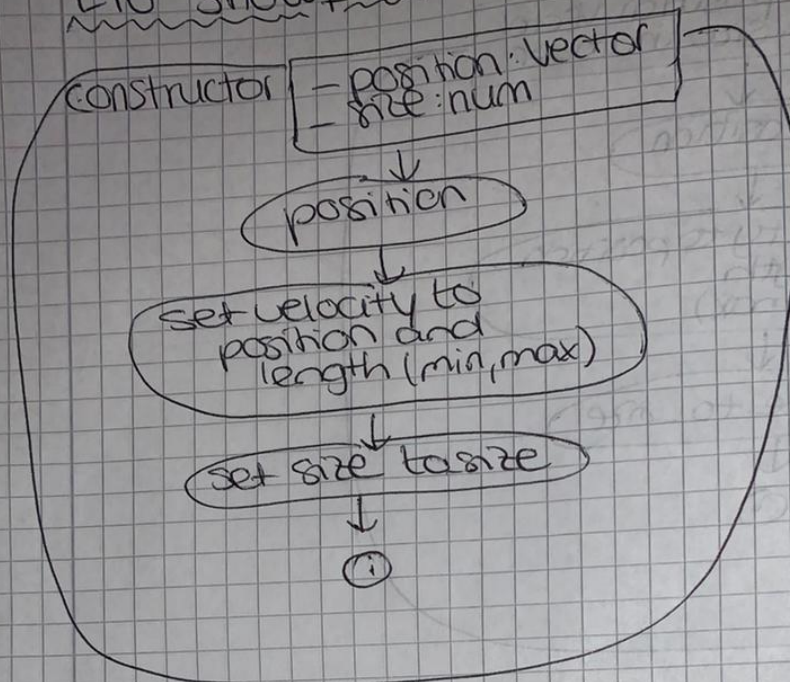 constructor
- position: vector
- size: num
position
set velocity to
position and
length (min, max)
set size to size
i